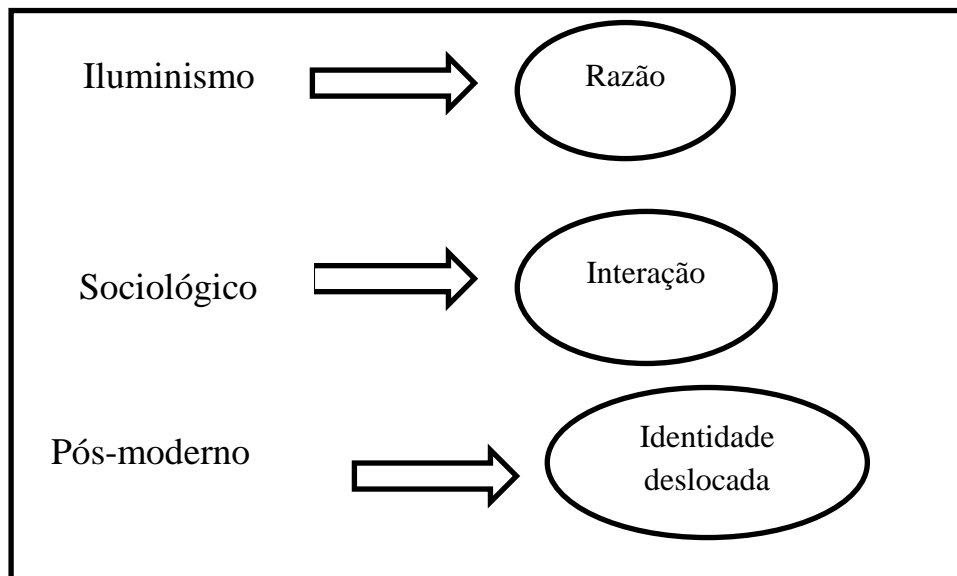 Iluminismo
Razão
Sociológico
Interação
Pós-moderno
Identidade
deslocada